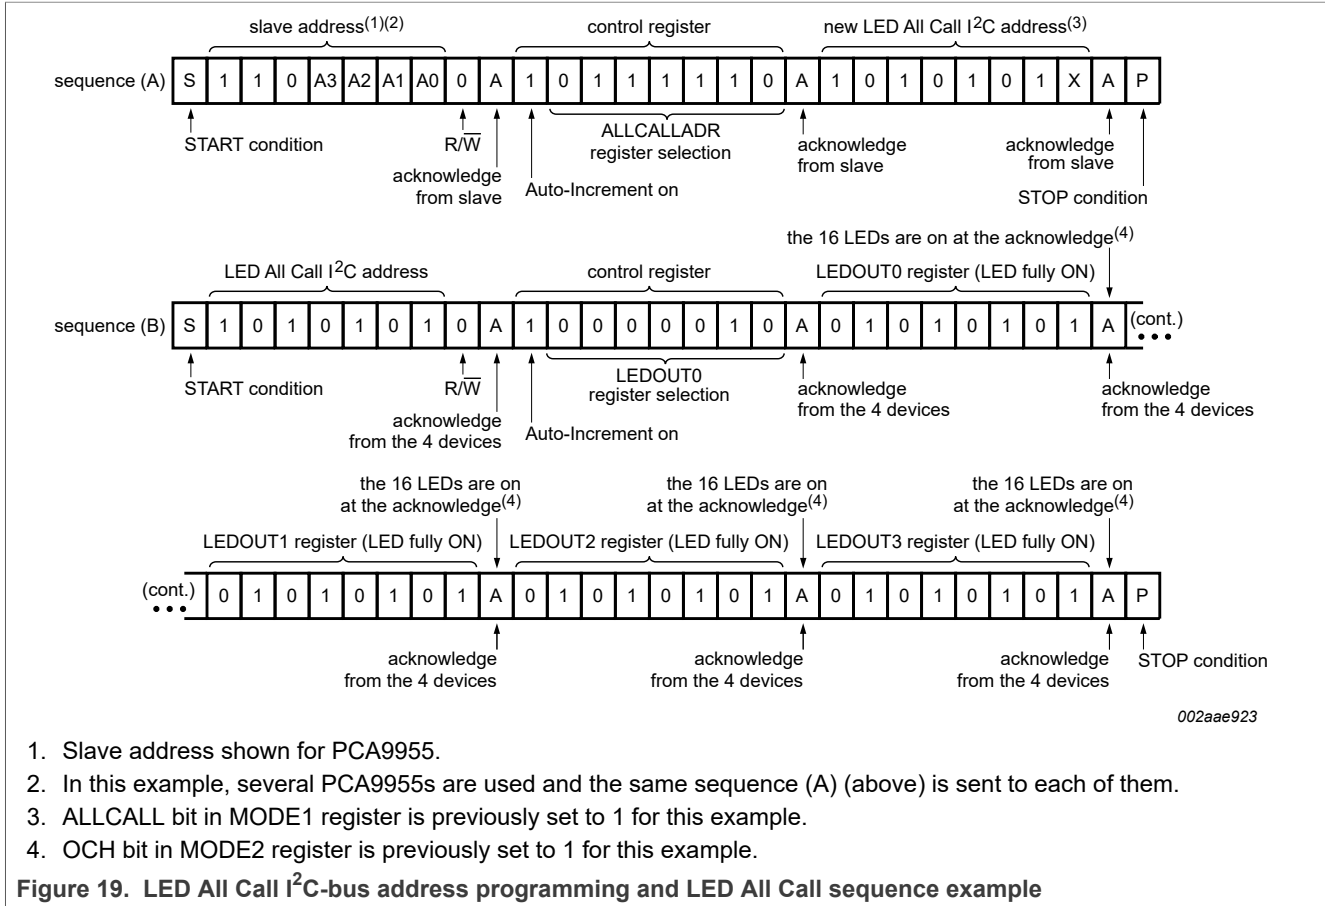 slave address(1)(2) control register new LED All Call I2C address(3)
sequence (A) S 1 1 0 A3 A2 A1 A0 0 A 1 0 1 1 1 1 1 0 A 1 0 1 0 1 0 1 X A P
START condition R/W ALLCALLADR register selection acknowledge from slave acknowledge from slave
acknowledge from slave Auto-Increment on STOP condition
the 16 LEDs are on at the acknowledge(4)
LED All Call I2C address control register LEDOUT0 register (LED fully ON)
sequence (B) S 1 0 1 0 1 0 1 0 A 1 0 0 0 0 0 1 0 A 0 1 0 1 0 1 0 1 A (cont.)
START condition R/W LEDOUT0 register selection acknowledge from the 4 devices acknowledge from the 4 devices
acknowledge from the 4 devices Auto-Increment on
the 16 LEDs are on at the acknowledge(4) the 16 LEDs are on at the acknowledge(4) the 16 LEDs are on at the acknowledge(4)
LEDOUT1 register (LED fully ON) LEDOUT2 register (LED fully ON) LEDOUT3 register (LED fully ON)
(cont.) 0 1 0 1 0 1 0 1 A 0 1 0 1 0 1 0 1 A 0 1 0 1 0 1 0 1 A P
acknowledge from the 4 devices acknowledge from the 4 devices acknowledge from the 4 devices STOP condition
002aae923
1. Slave address shown for PCA9955.
2. In this example, several PCA9955s are used and the same sequence (A) (above) is sent to each of them.
3. ALLCALL bit in MODE1 register is previously set to 1 for this example.
4. OCH bit in MODE2 register is previously set to 1 for this example.
Figure 19. LED All Call I2C-bus address programming and LED All Call sequence example